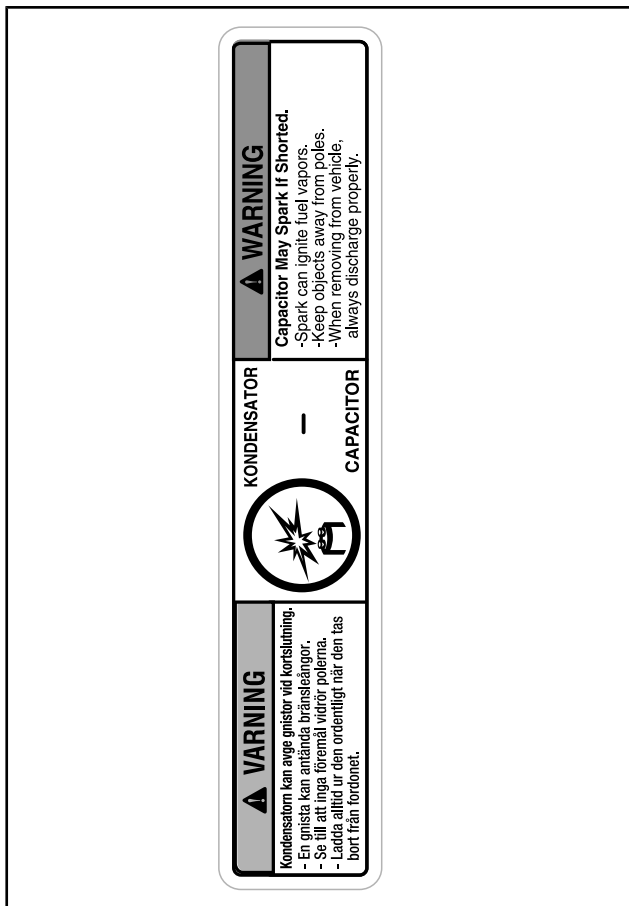 VARNING
Kondensatorn kan avge gnistor vid kortslutning.
- En gnista kan antända bränsleångor.
- Se till att inga föremål vidrör polerna.
- Ladda alltid ur den ordentligt när den tas
bort från fordonet.
KONDENSATOR
–
CAPACITOR
WARNING
Capacitor May Spark If Shorted.
-Spark can ignite fuel vapors.
-Keep objects away from poles.
-When removing from vehicle,
always discharge properly.